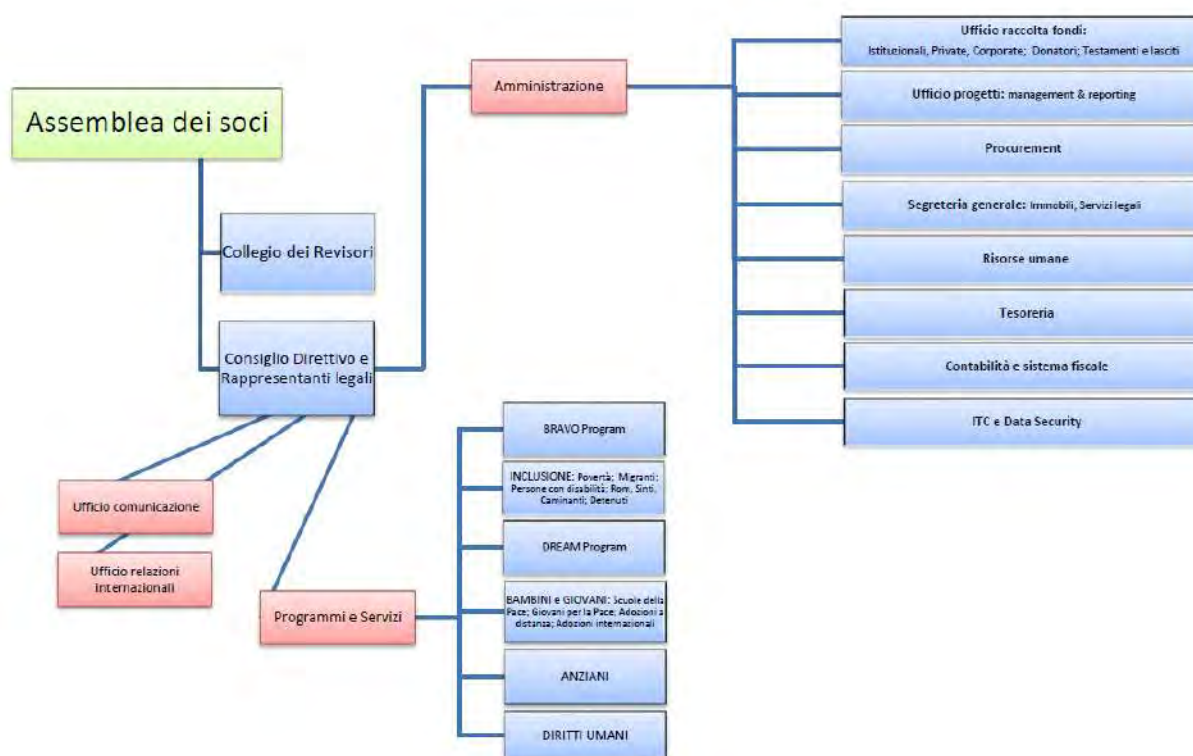 Assemblea dei soci
Collegio dei Revisori
Consiglio Direttivo e
Rappresentanti legali
Ufficio comunicazione
Ufficio relazioni
internazionali
Programmi e Servizi
BRAVO Program
INCLUSIONE: Povertà; Migranti;
Persone con disabilità; Rom, Sinti,
Caminanti; Detenuti
DREAM Program
BAMBINI e GIOVANI: Scuole della
Pace; Giovani per la Pace; Adozioni a
distanza; Adozioni internazionali
ANZIANI
DIRITTI UMANI
Amministrazione
Ufficio raccolta fondi:
Istituzionali, Private, Corporate; Donatori; Testamenti e lasciti
Ufficio progetti: management & reporting
Procurement
Segreteria generale: Immobili, Servizi legali
Risorse umane
Tesoreria
Contabilità e sistema fiscale
ITC e Data Security